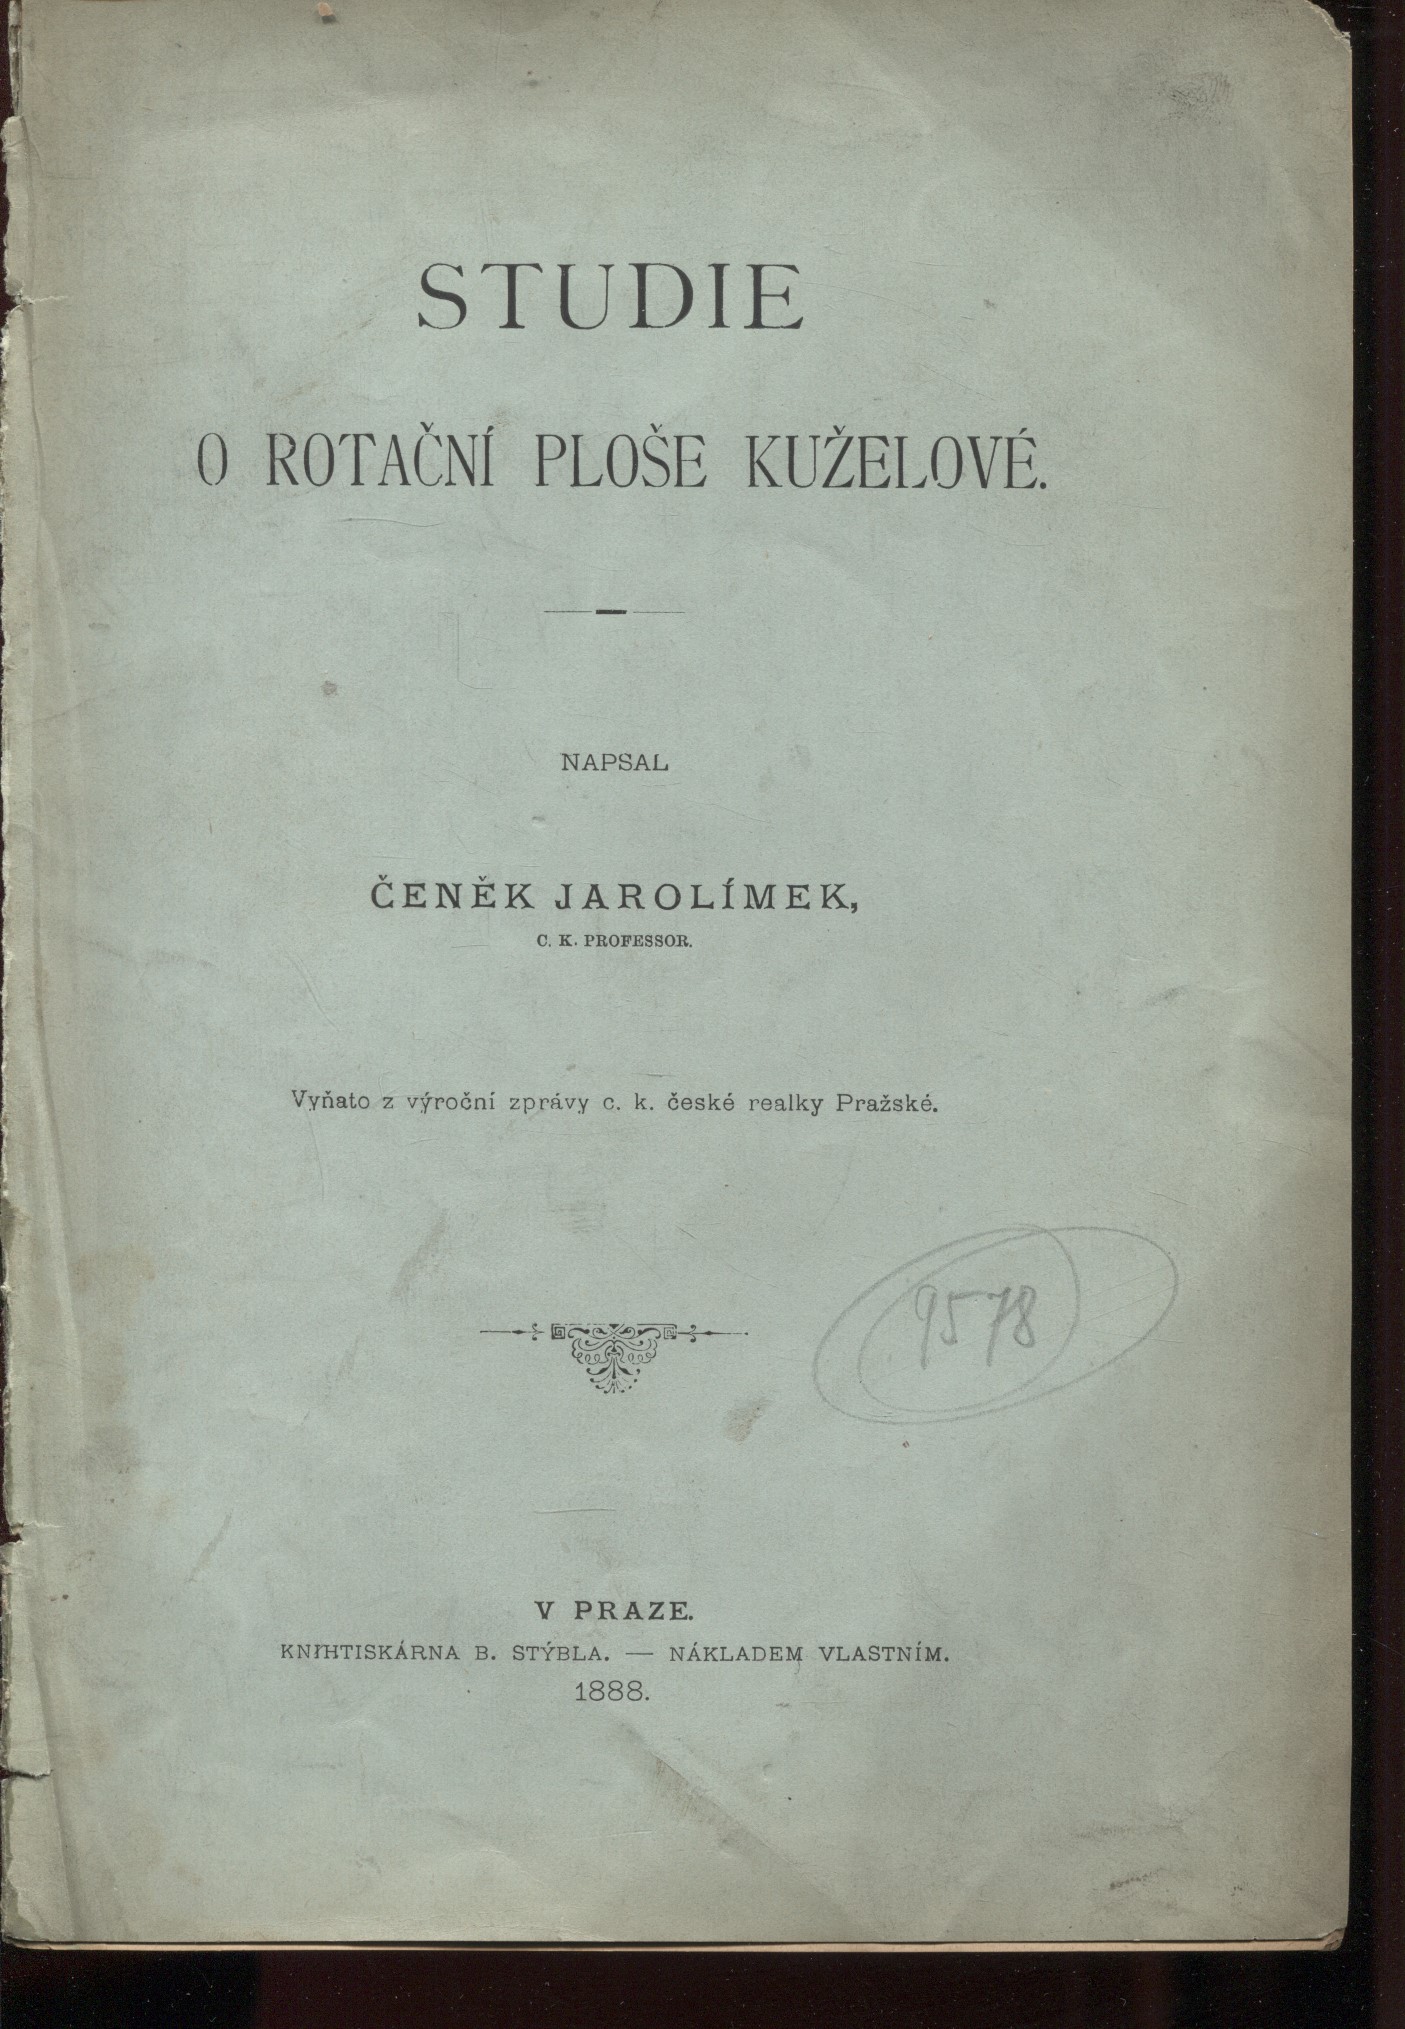 STUDIE
O ROTAČNÍ PLOŠE KUŽELOVÉ.
NAPSAL
ČENĚK JAROLÍMEK,
C. K. PROFESSOR.
Vyňato z výroční zprávy c. k. české realky Pražské.
9578
V PRAZE.
KNIHTISKÁRNA B. STÝBLA. — NÁKLADEM VLASTNÍM.
1888.